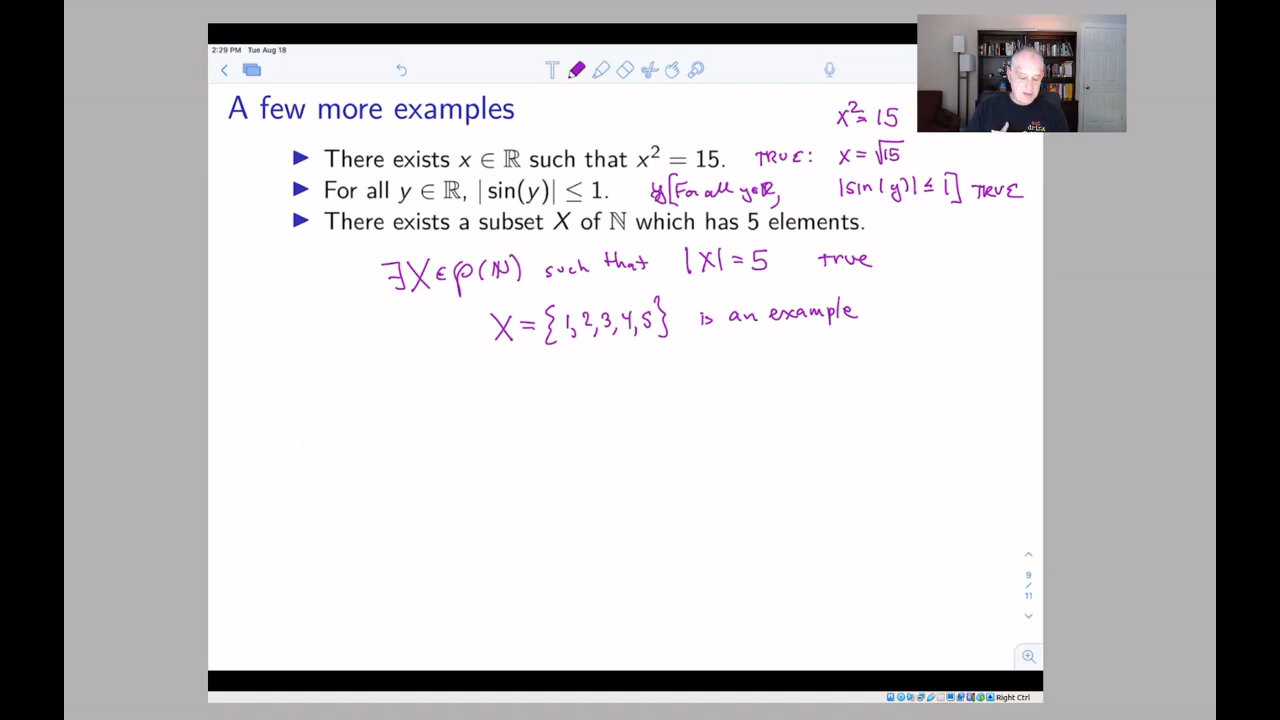 2:29 PM Tue Aug 18
A few more examples
x² = 15
▶ There exists x ∈ ℝ such that x² = 15. TRUE: x = √15
▶ For all y ∈ ℝ, | sin(y)| ≤ 1. [For all y∈ℝ, |sin(y)| ≤ 1] TRUE
▶ There exists a subset X of ℕ which has 5 elements.
∃X∈℘(ℕ) such that |X| = 5 true
X = {1,2,3,4,5} is an example
9
/
11
Right Ctrl